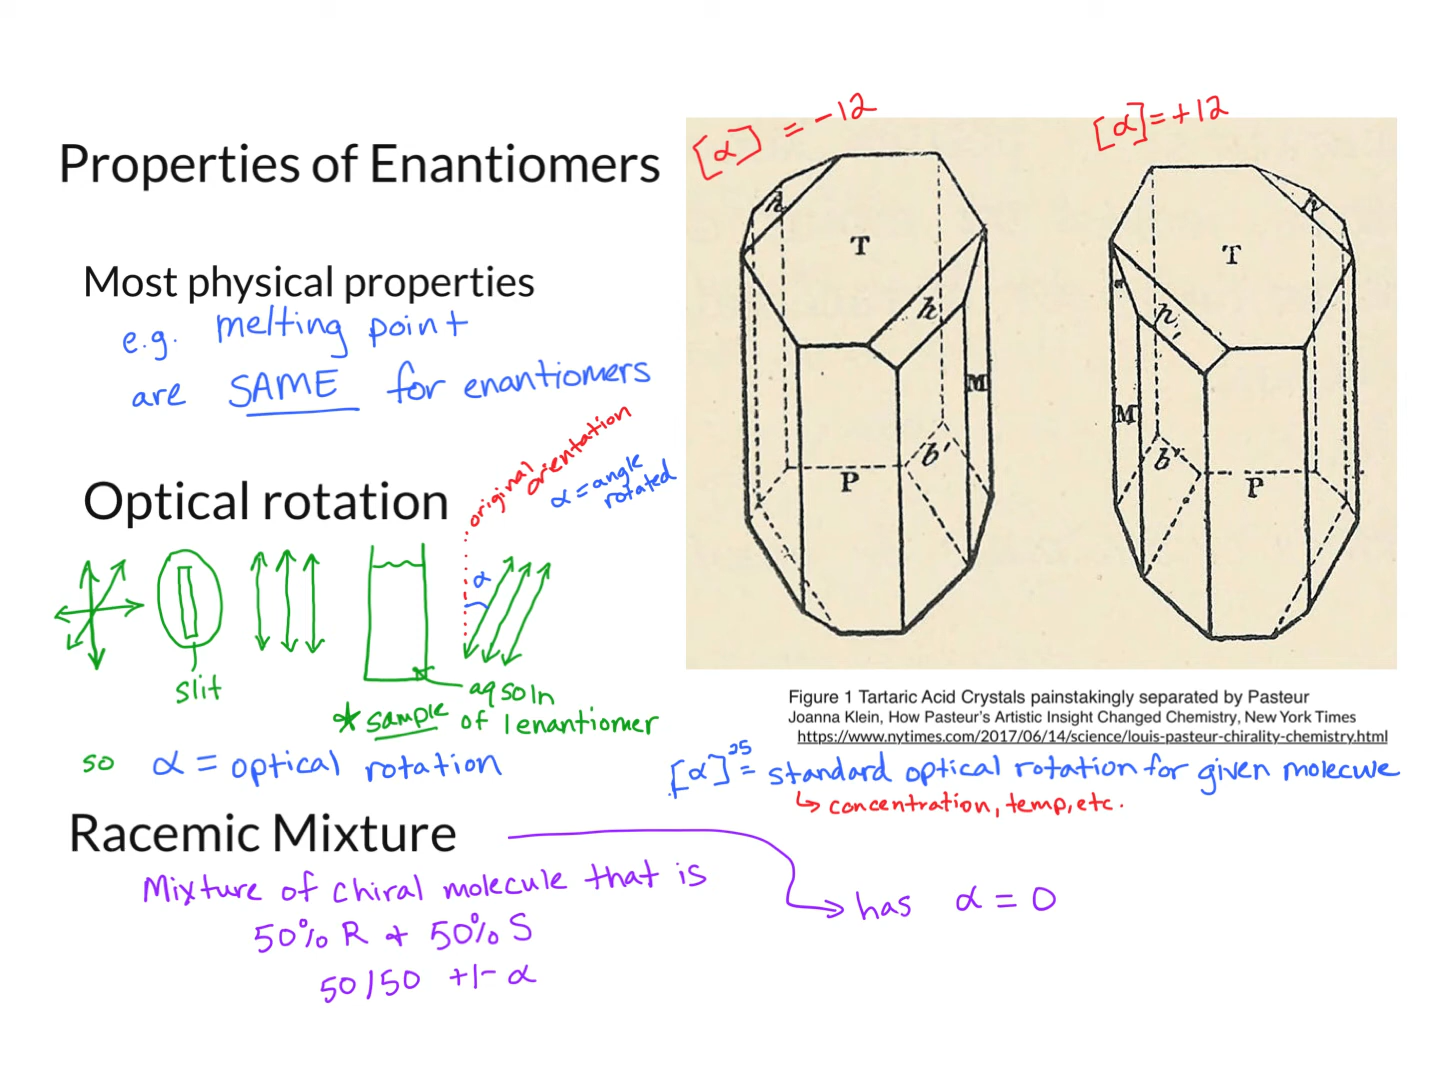 Properties of Enantiomers
Most physical properties
e.g. melting point
are SAME for enantiomers
Optical rotation
original orientation
α = angle rotated
α
slit
aq soln
* sample of 1 enantiomer
so α = optical rotation
Racemic Mixture
Mixture of chiral molecule that is
50% R & 50% S
50/50 +/- α
has α = 0
[α] = -12
[α] = +12
h
T
h
M
b'
P
h
T
h,
M
b'
P
Figure 1 Tartaric Acid Crystals painstakingly separated by Pasteur
Joanna Klein, How Pasteur's Artistic Insight Changed Chemistry, New York Times
https://www.nytimes.com/2017/06/14/science/louis-pasteur-chirality-chemistry.html
[α]²⁵ = standard optical rotation for given molecule
↳ concentration, temp, etc.